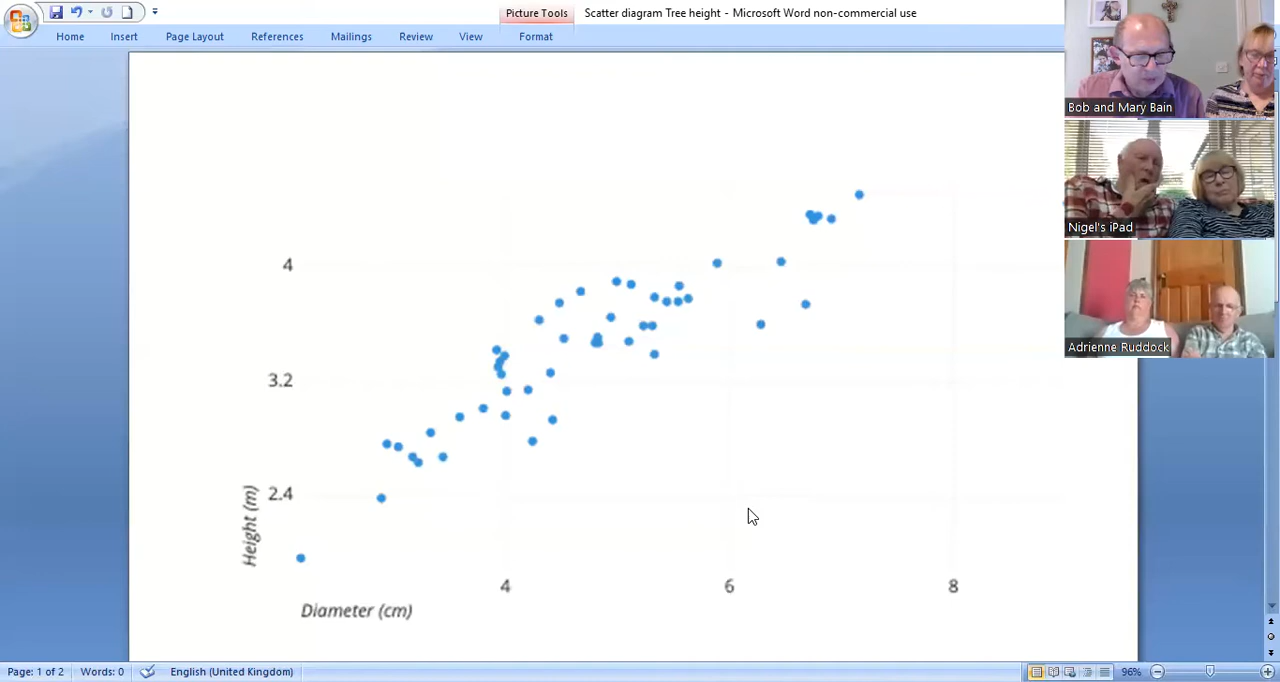 Picture Tools
Scatter diagram Tree height - Microsoft Word non-commercial use
Home
Insert
Page Layout
References
Mailings
Review
View
Format
Bob and Mary Bain
Nigel's iPad
Adrienne Ruddock
4
3.2
2.4
Height (m)
4
6
8
Diameter (cm)
Page: 1 of 2
Words: 0
English (United Kingdom)
96%